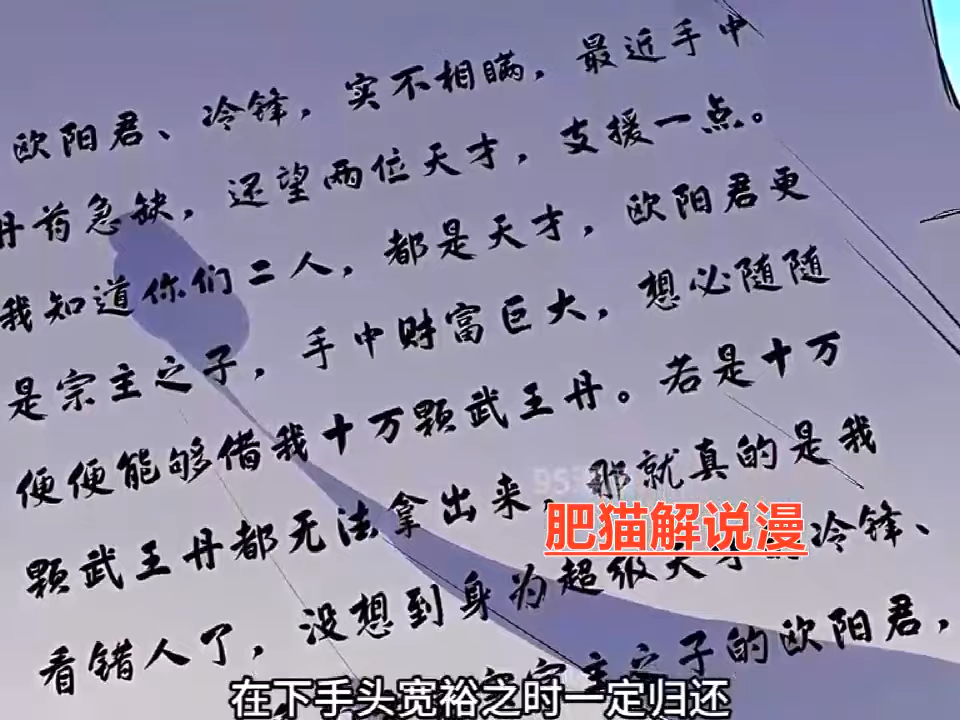 欧阳君、冷锋，实不相瞒，最近手中
丹药急缺，还望两位天才，支援一点。
我知道你们二人，都是天才，欧阳君更
是宗主之子，手中财富巨大，想必随随
便便能够借我十万颗武王丹。若是十万
颗武王丹都无法拿出来，那就真的是我
看错人了，没想到身为超级天才的冷锋、
宗主之子的欧阳君，
肥猫解说漫
在下手头宽裕之时一定归还